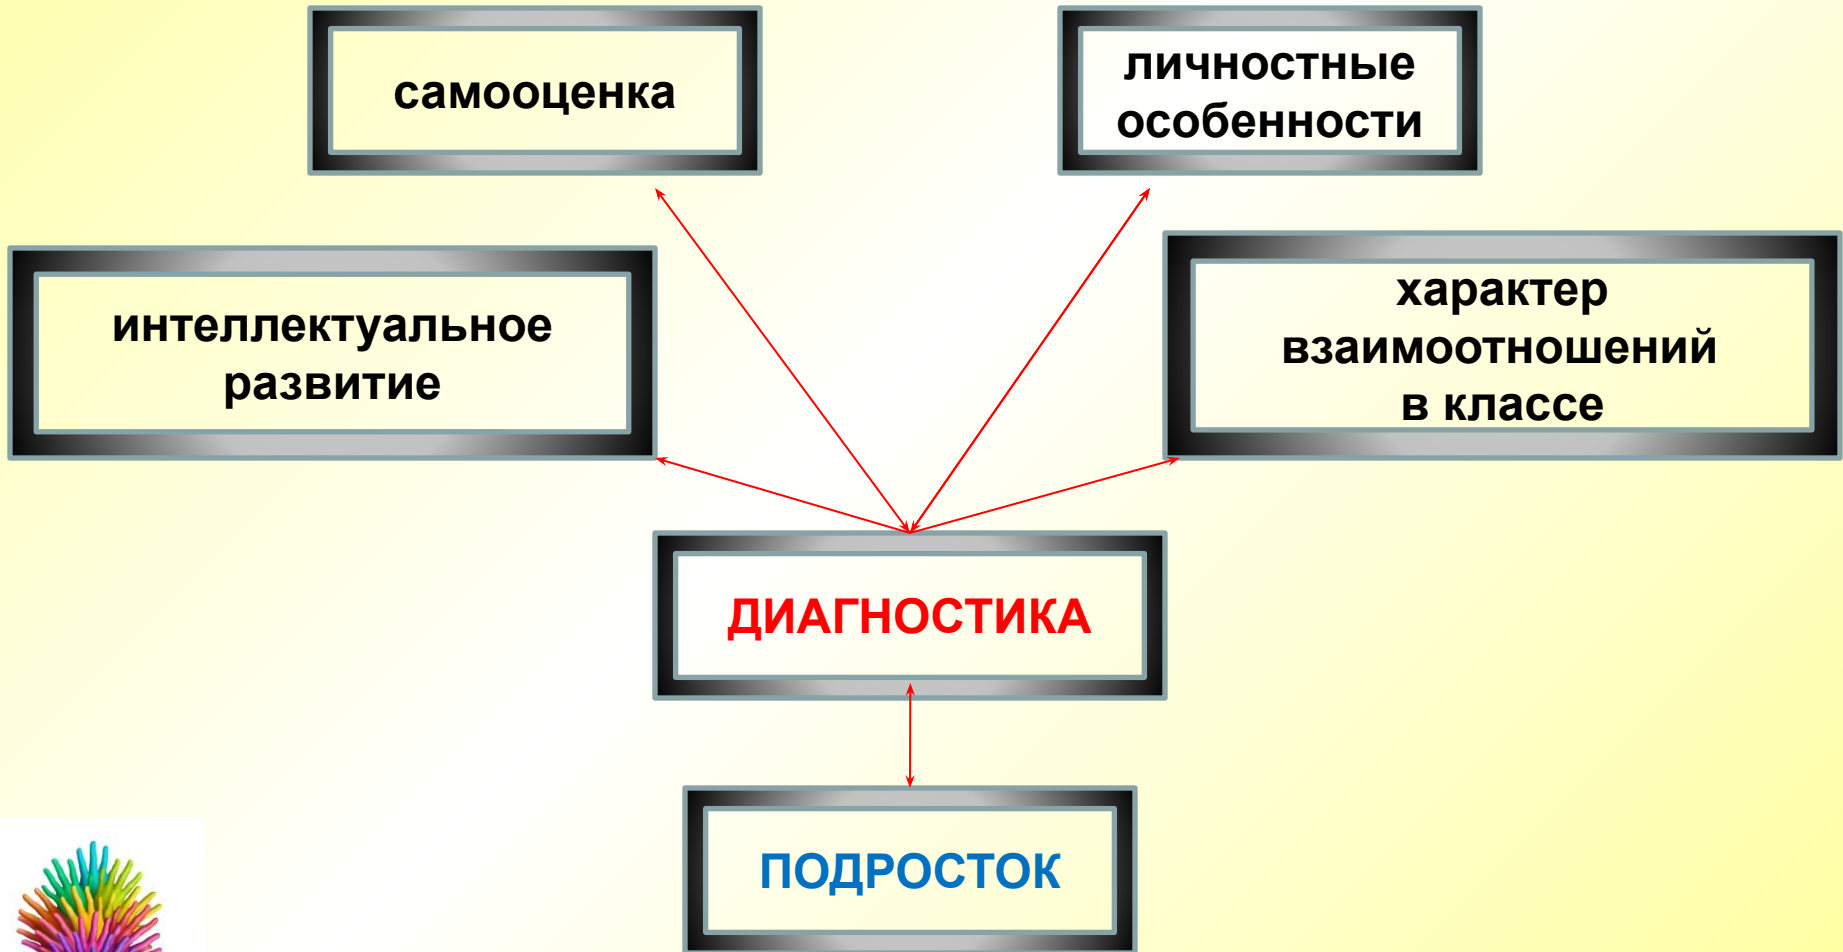 самооценка
личностные
особенности
интеллектуальное
развитие
характер
взаимоотношений
в классе
ДИАГНОСТИКА
ПОДРОСТОК